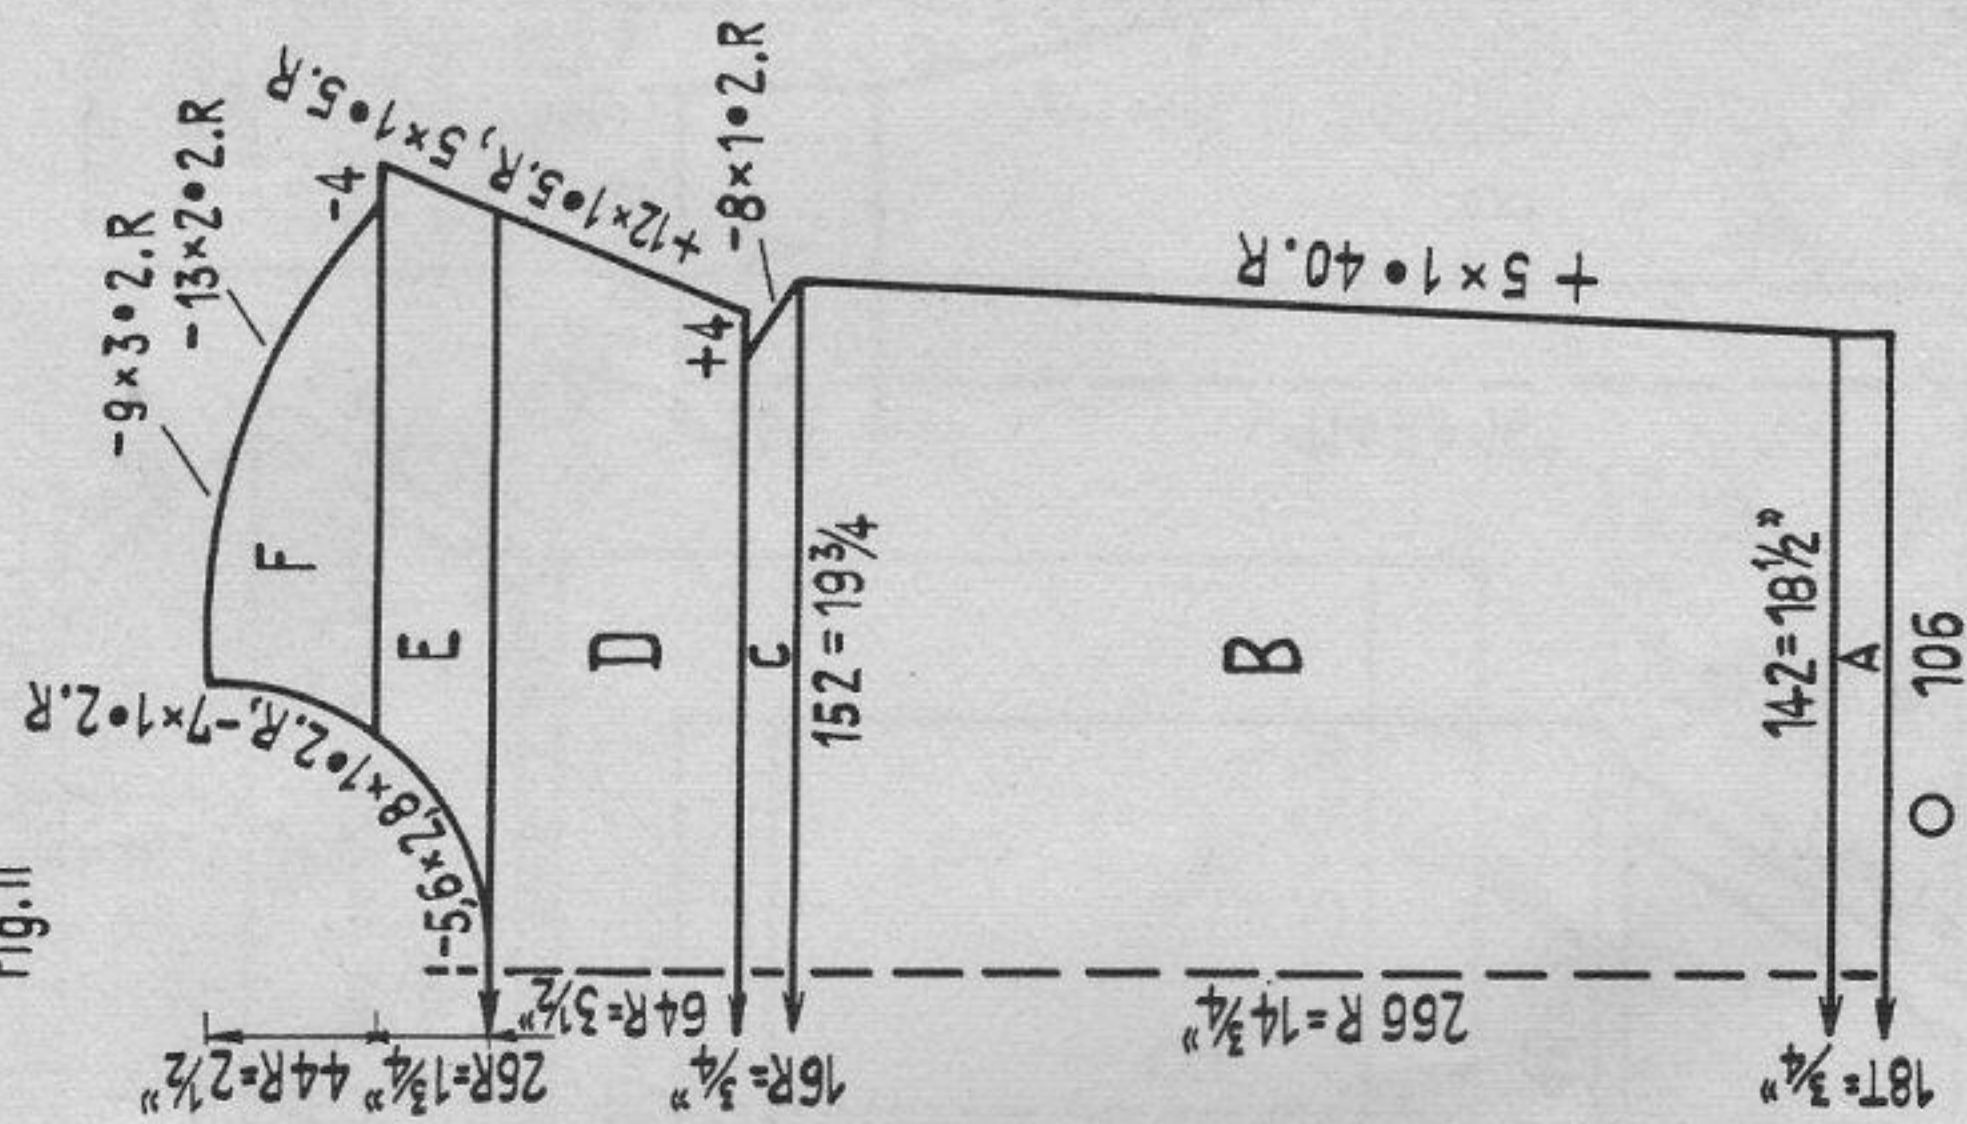 Fig. 11
-9×3•2.R
-13×2•2.R
-4
+12×1•5.R, 5×1•5.R
-8×1•2.R
+4
+5×1•40.R
-5,6×2,8×1•2.R,-7×1•2.R
F
E
D
C
152=19¾
B
142=18½"
A
O 106
44R=2½"
26R=1¾"
64R=3½"
16R=¾"
266R=14¾"
18T=¾"